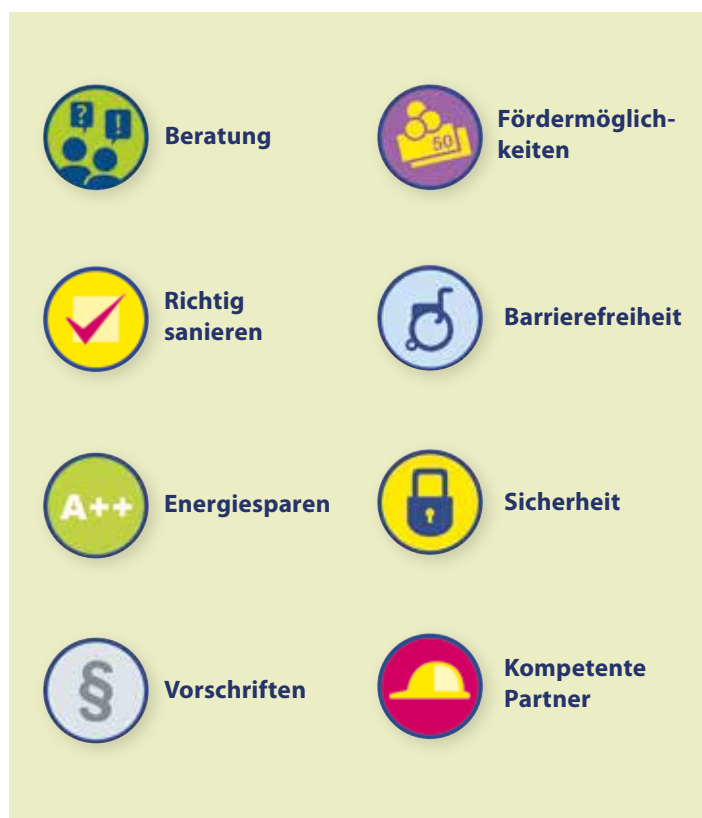 ? !
Beratung
50
Fördermöglich-
keiten
Richtig
sanieren
Barrierefreiheit
A++
Energiesparen
Sicherheit
§
Vorschriften
Kompetente
Partner